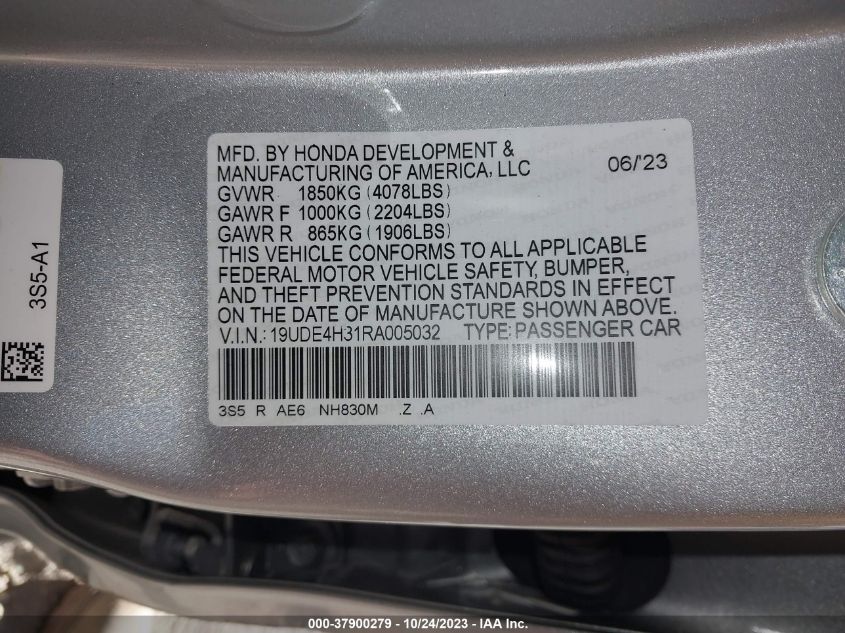 MFD. BY HONDA DEVELOPMENT &
MANUFACTURING OF AMERICA, LLC 06/'23
GVWR 1850KG (4078LBS)
GAWR F 1000KG (2204LBS)
GAWR R 865KG (1906LBS)
THIS VEHICLE CONFORMS TO ALL APPLICABLE
FEDERAL MOTOR VEHICLE SAFETY, BUMPER,
AND THEFT PREVENTION STANDARDS IN EFFECT
ON THE DATE OF MANUFACTURE SHOWN ABOVE.
V.I.N.: 19UDE4H31RA005032 TYPE: PASSENGER CAR
3S5 R AE6 NH830M .Z .A
3S5-A1
000-37900279 - 10/24/2023 - IAA Inc.